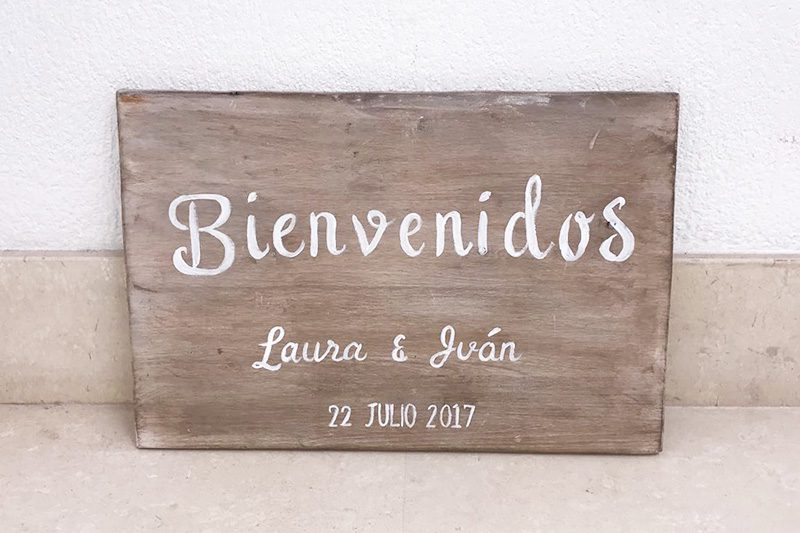 Bienvenidos
Laura & Iván
22 JULIO 2017